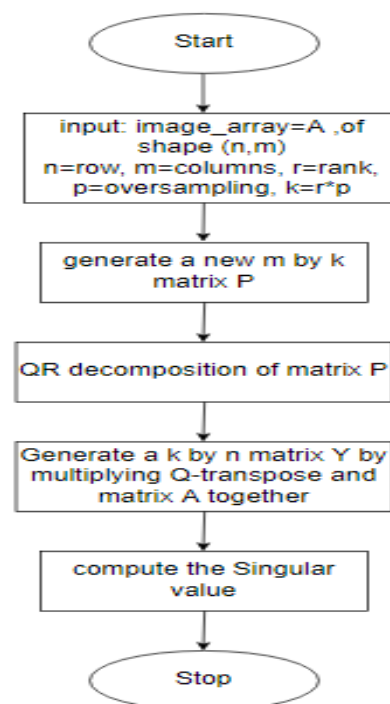 Start
input: image_array=A ,of
shape (n,m)
n=row, m=columns, r=rank,
p=oversampling, k=r*p
generate a new m by k
matrix P
QR decomposition of matrix P
Generate a k by n matrix Y by
multiplying Q-transpose and
matrix A together
compute the Singular
value
Stop